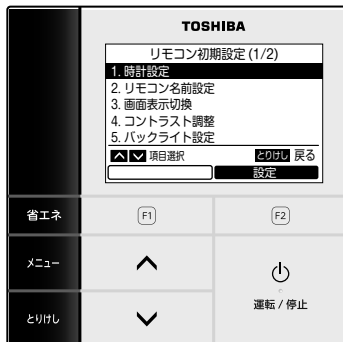 TOSHIBA
リモコン初期設定 (1/2)
1. 時計設定
2. リモコン名前設定
3. 画面表示切換
4. コントラスト調整
5. バックライト設定
項目選択 とりけし 戻る
設定
省エネ F1 F2
メニュー
運転 / 停止
とりけし